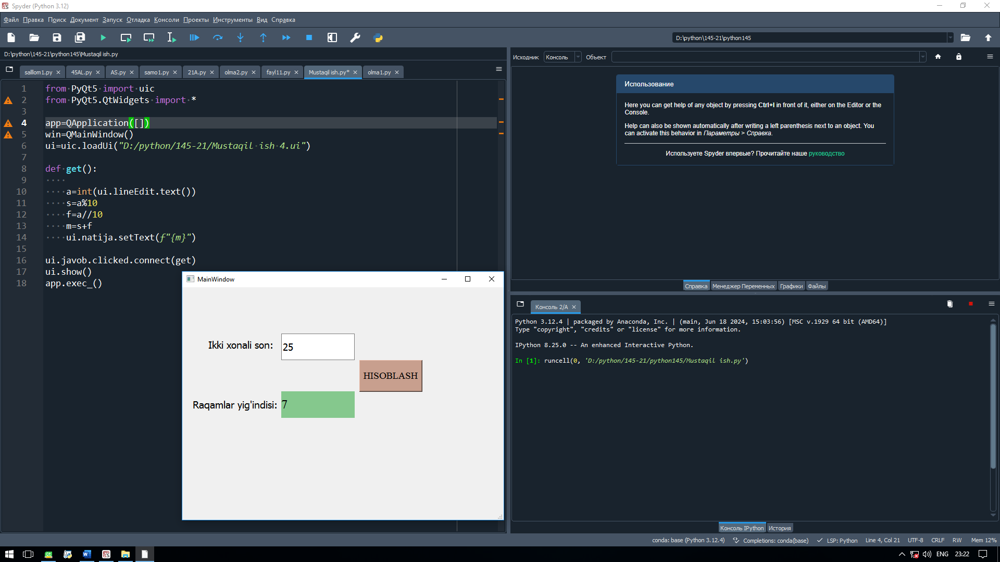 Spyder (Python 3.12)
Файл Правка Поиск Документ Запуск Отладка Консоли Проекты Инструменты Вид Справка
D:\python\145-21\python145
D:\python\145-21\python145\Mustaqil ish.py
salllom1.py 45AL.py AS.py samo1.py 21A.py olma2.py fayl11.py Mustaqil ish.py* olma1.py
1 from PyQt5 import uic
2 from PyQt5.QtWidgets import *
3
4 app=QApplication([])
5 win=QMainWindow()
6 ui=uic.loadUi("D:/python/145-21/Mustaqil ish 4.ui")
7
8 def get():
9
10 a=int(ui.lineEdit.text())
11 s=a%10
12 f=a//10
13 m=s+f
14 ui.natija.setText(f"{m}")
15
16 ui.javob.clicked.connect(get)
17 ui.show()
18 app.exec_()
MainWindow
Ikki xonali son: 25
HISOBLASH
Raqamlar yig'indisi: 7
Исходник Консоль Объект
Использование
Here you can get help of any object by pressing Ctrl+I in front of it, either on the Editor or the
Console.
Help can also be shown automatically after writing a left parenthesis next to an object. You
can activate this behavior in Параметры > Справка.
Используете Spyder впервые? Прочитайте наше руководство
Справка Менеджер Переменных Графики Файлы
Консоль 2/A
Python 3.12.4 | packaged by Anaconda, Inc. | (main, Jun 18 2024, 15:03:56) [MSC v.1929 64 bit (AMD64)]
Type "copyright", "credits" or "license" for more information.
IPython 8.25.0 -- An enhanced Interactive Python.
In [1]: runcell(0, 'D:/python/145-21/python145/Mustaqil ish.py')
Консоль IPython История
conda: base (Python 3.12.4) Completions: conda(base) LSP: Python Line 4, Col 21 UTF-8 CRLF RW Mem 12%
ENG 23:22